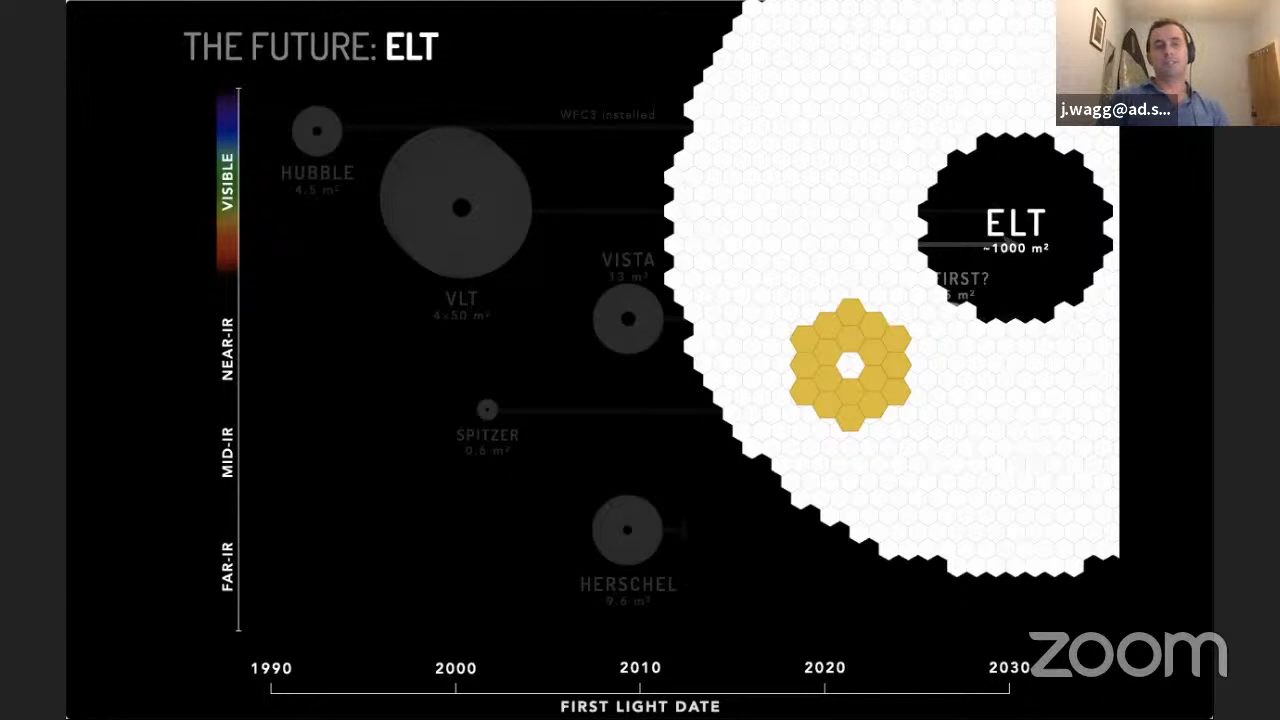 THE FUTURE: ELT
j.wagg@ad.s...
WFC3 installed
HUBBLE
4.5 m²
VISIBLE
ELT
~1000 m²
VISTA
13 m²
FIRST?
m²
VLT
4×50 m²
NEAR-IR
MID-IR
SPITZER
0.6 m²
FAR-IR
HERSCHEL
9.6 m²
1990
2000
2010
2020
2030
FIRST LIGHT DATE
zoom